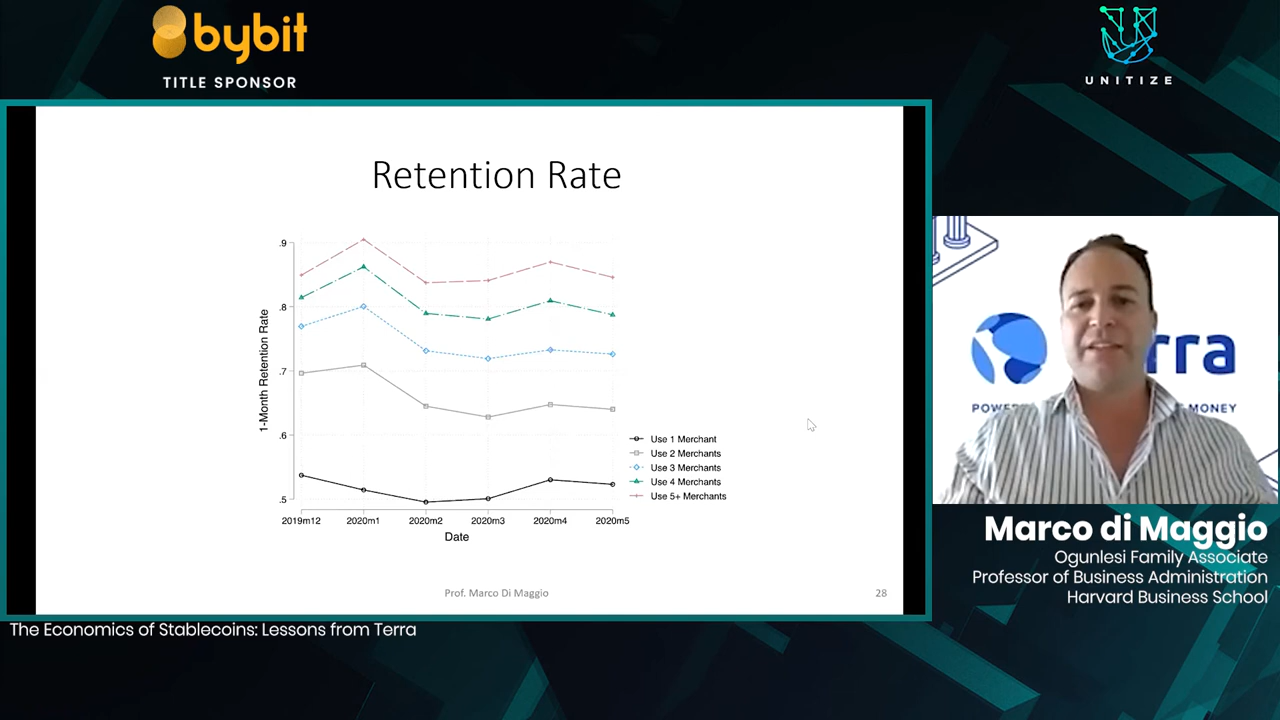 bybit
TITLE SPONSOR
UNITIZE
Retention Rate
1-Month Retention Rate
.9
.8
.7
.6
.5
2019m12 2020m1 2020m2 2020m3 2020m4 2020m5
Date
Use 1 Merchant
Use 2 Merchants
Use 3 Merchants
Use 4 Merchants
Use 5+ Merchants
Prof. Marco Di Maggio
28
rra
MONEY
Marco di Maggio
Ogunlesi Family Associate
Professor of Business Administration
Harvard Business School
The Economics of Stablecoins: Lessons from Terra